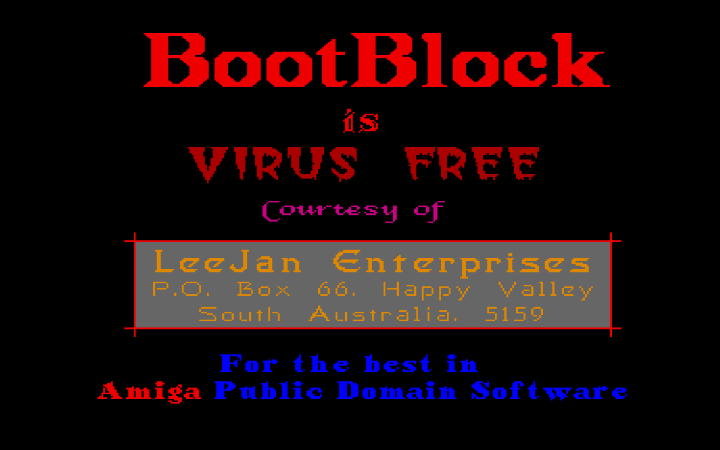 BootBlock
is
VIRUS FREE
Courtesy of
LeeJan Enterprises
P.O. Box 66. Happy Valley
South Australia. 5159
For the best in
Amiga Public Domain Software